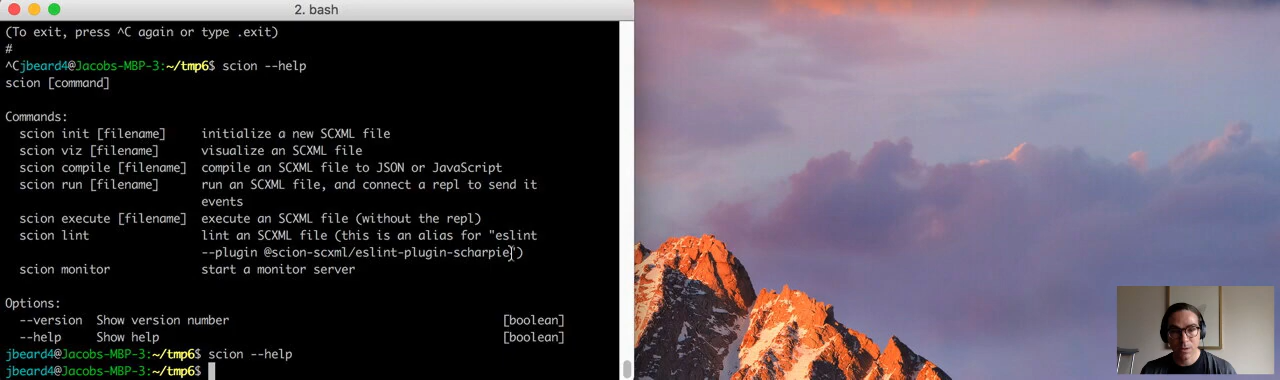 2. bash
(To exit, press ^C again or type .exit)
#
^Cjbeard4@Jacobs-MBP-3:~/tmp6$ scion --help
scion [command]
Commands:
scion init [filename] initialize a new SCXML file
scion viz [filename] visualize an SCXML file
scion compile [filename] compile an SCXML file to JSON or JavaScript
scion run [filename] run an SCXML file, and connect a repl to send it
events
scion execute [filename] execute an SCXML file (without the repl)
scion lint lint an SCXML file (this is an alias for "eslint
--plugin @scion-scxml/eslint-plugin-scharpie")
scion monitor start a monitor server
Options:
--version Show version number [boolean]
--help Show help [boolean]
jbeard4@Jacobs-MBP-3:~/tmp6$ scion --help
jbeard4@Jacobs-MBP-3:~/tmp6$